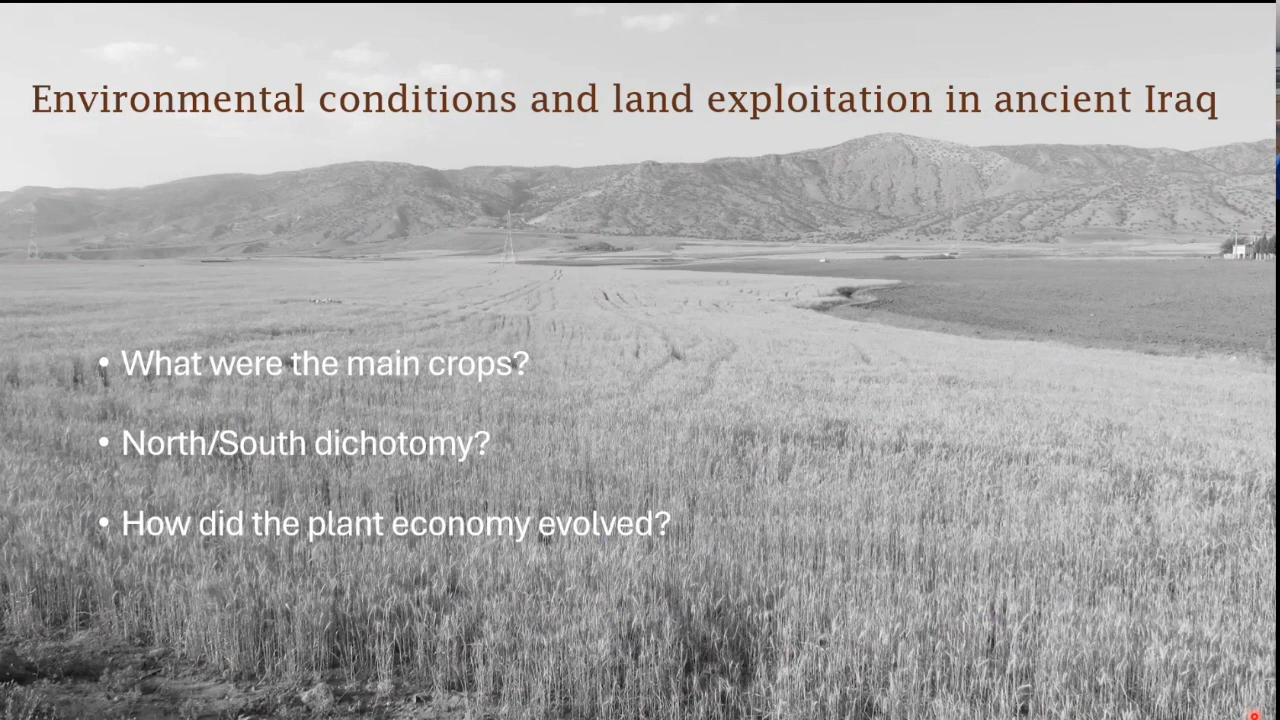 Environmental conditions and land exploitation in ancient Iraq
• What were the main crops?
• North/South dichotomy?
• How did the plant economy evolved?